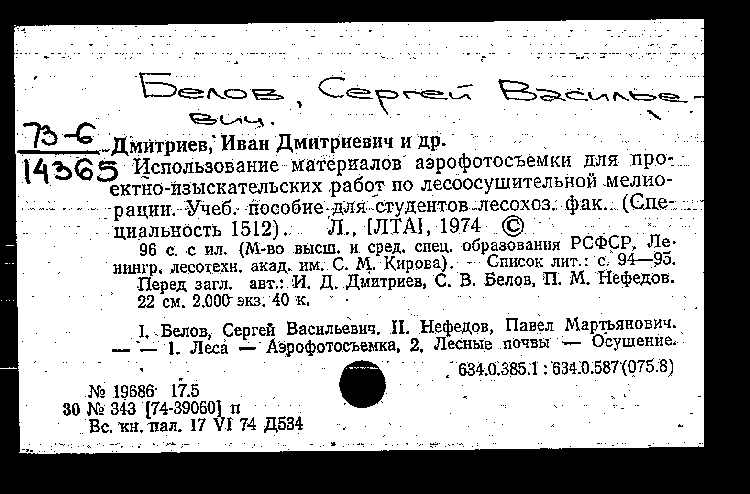 Белов, Сергей Василье-
вич.
73-6
14365
Дмитриев, Иван Дмитриевич и др.
Использование материалов аэрофотосъемки для про-
ектно-изыскательских работ по лесоосушительной мелио-
рации. Учеб. пособие для студентов лесохоз. фак. (Спе-
циальность 1512). Л., [ЛТА], 1974 ©
96 с. с ил. (М-во высш. и сред. спец. образования РСФСР. Ле-
нингр. лесотехн. акад. им. С. М. Кирова). Список лит.: с. 94—95.
Перед загл. авт.: И. Д. Дмитриев, С. В. Белов, П. М. Нефедов.
22 см. 2.000 экз. 40 к.
I. Белов, Сергей Васильевич. II. Нефедов, Павел Мартьянович.
— — 1. Леса — Аэрофотосъемка. 2. Лесные почвы — Осушение.
634.0.385.1 : 634.0.587(075.8)
№ 19686 17.5
30 № 343 [74-39060] п
Вс. кн. пал. 17 VI 74 Д534